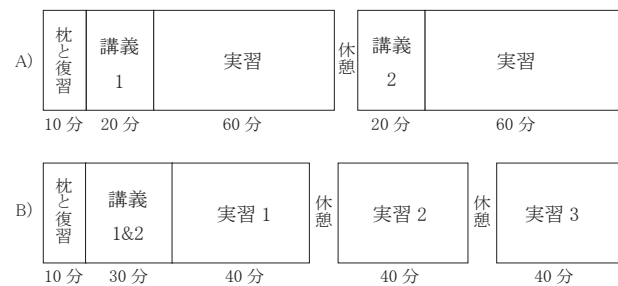 A)
枕と復習
講義
1
実習
休憩
講義
2
実習
10 分
20 分
60 分
20 分
60 分
B)
枕と復習
講義
1&2
実習 1
休憩
実習 2
休憩
実習 3
10 分
30 分
40 分
40 分
40 分